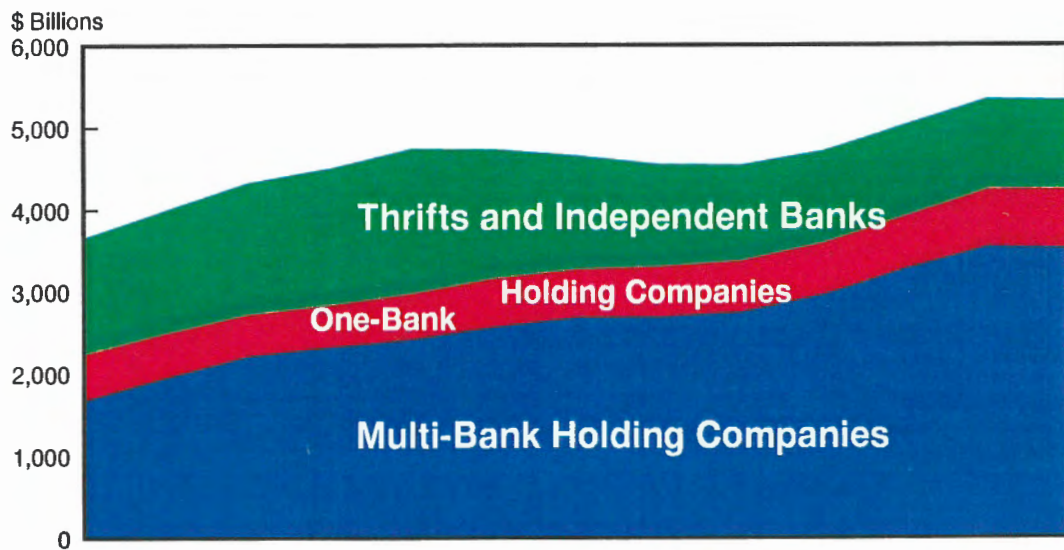 $ Billions
6,000
5,000
4,000
3,000
2,000
1,000
0
Thrifts and Independent Banks
Holding Companies
One-Bank
Multi-Bank Holding Companies